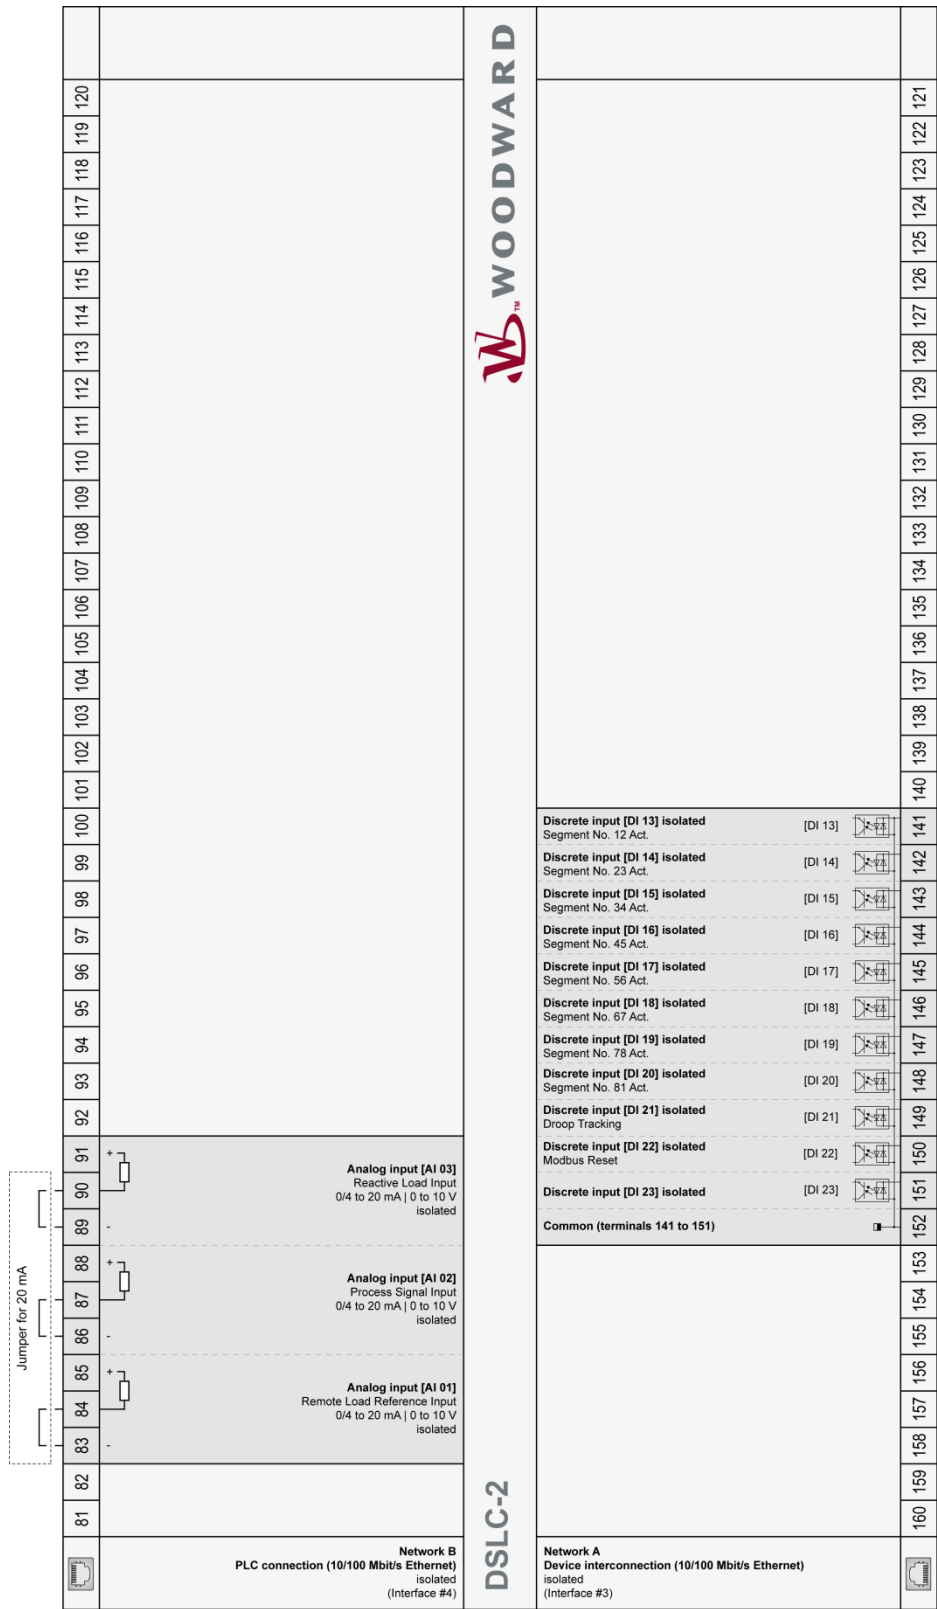 120
119
118
117
116
115
114
113
112
111
110
109
108
107
106
105
104
103
102
101
100
99
98
97
96
95
94
93
92
91
90
89
88
87
86
85
84
83
82
81
Jumper for 20 mA
+
-
Analog input [AI 03]
Reactive Load Input
0/4 to 20 mA | 0 to 10 V
isolated
+
-
Analog input [AI 02]
Process Signal Input
0/4 to 20 mA | 0 to 10 V
isolated
+
-
Analog input [AI 01]
Remote Load Reference Input
0/4 to 20 mA | 0 to 10 V
isolated
Network B
PLC connection (10/100 Mbit/s Ethernet)
isolated
(Interface #4)
WOODWARD
TM
DSLC-2
Discrete input [DI 13] isolated [DI 13]
Segment No. 12 Act.
Discrete input [DI 14] isolated [DI 14]
Segment No. 23 Act.
Discrete input [DI 15] isolated [DI 15]
Segment No. 34 Act.
Discrete input [DI 16] isolated [DI 16]
Segment No. 45 Act.
Discrete input [DI 17] isolated [DI 17]
Segment No. 56 Act.
Discrete input [DI 18] isolated [DI 18]
Segment No. 67 Act.
Discrete input [DI 19] isolated [DI 19]
Segment No. 78 Act.
Discrete input [DI 20] isolated [DI 20]
Segment No. 81 Act.
Discrete input [DI 21] isolated [DI 21]
Droop Tracking
Discrete input [DI 22] isolated [DI 22]
Modbus Reset
Discrete input [DI 23] isolated [DI 23]
Common (terminals 141 to 151)
Network A
Device interconnection (10/100 Mbit/s Ethernet)
isolated
(Interface #3)
121
122
123
124
125
126
127
128
129
130
131
132
133
134
135
136
137
138
139
140
141
142
143
144
145
146
147
148
149
150
151
152
153
154
155
156
157
158
159
160